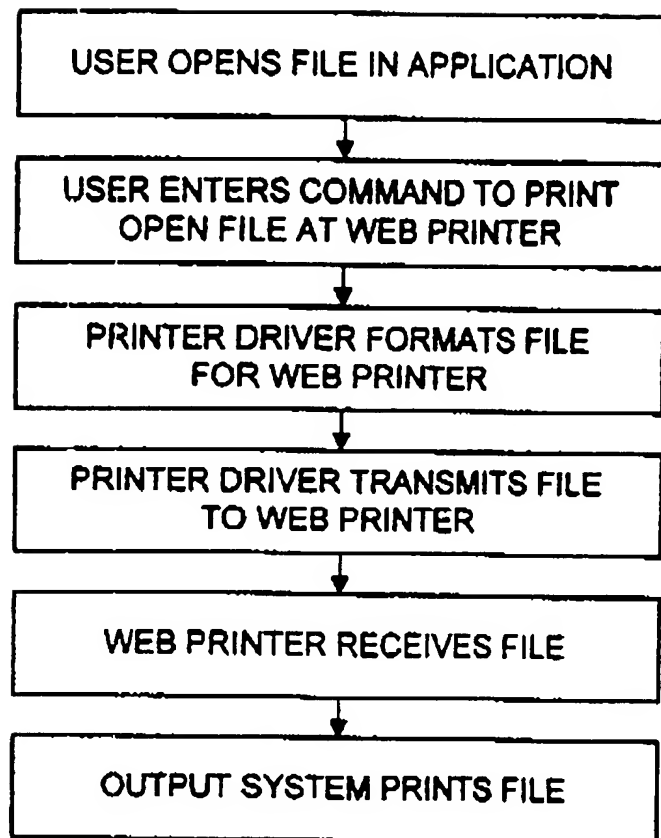 USER OPENS FILE IN APPLICATION
USER ENTERS COMMAND TO PRINT
OPEN FILE AT WEB PRINTER
PRINTER DRIVER FORMATS FILE
FOR WEB PRINTER
PRINTER DRIVER TRANSMITS FILE
TO WEB PRINTER
WEB PRINTER RECEIVES FILE
OUTPUT SYSTEM PRINTS FILE